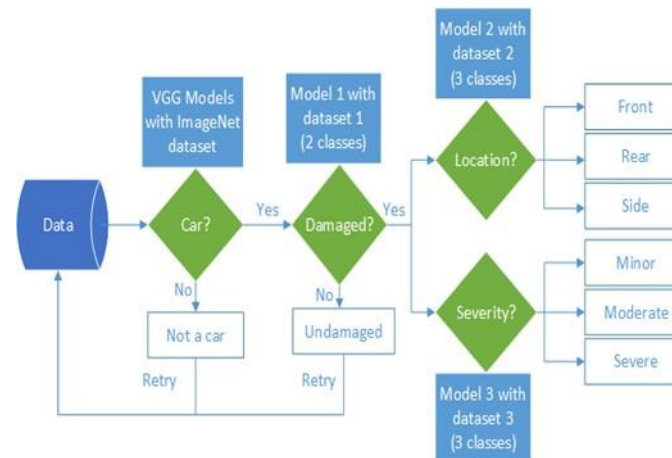 Model 2 with
dataset 2
(3 classes)
VGG Models
with ImageNet
dataset
Model 1 with
dataset 1
(2 classes)
Front
Location?
Rear
Side
Data
Car?
Yes
Damaged?
Yes
No
No
Not a car
Undamaged
Retry
Retry
Minor
Severity?
Moderate
Severe
Model 3 with
dataset 3
(3 classes)